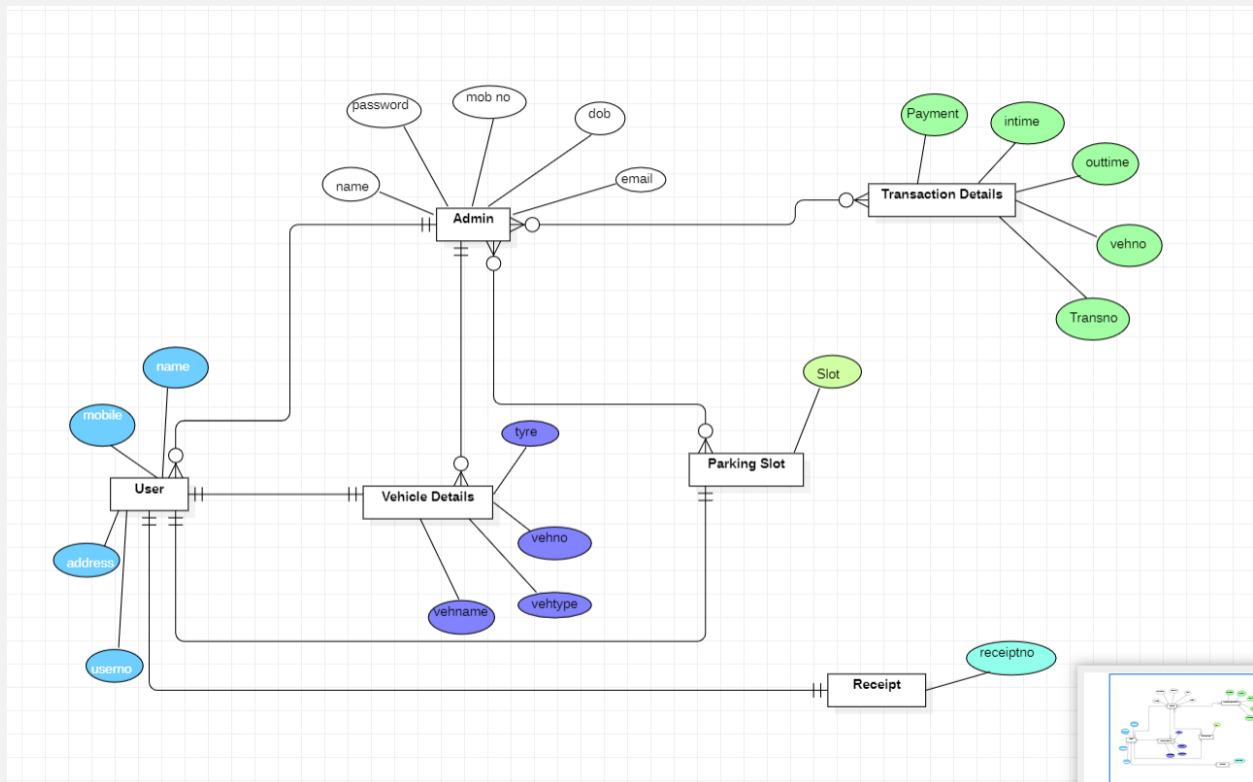 password
mob no
dob
name
email
Admin
Payment
intime
outtime
Transaction Details
vehno
Transno
name
mobile
User
address
userno
tyre
Vehicle Details
vehno
vehtype
vehname
Slot
Parking Slot
receiptno
Receipt